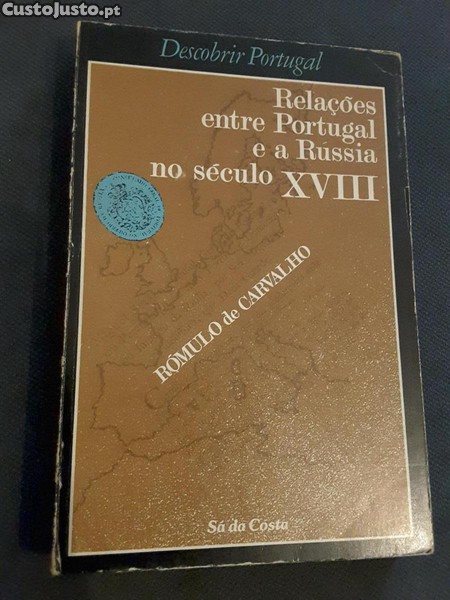 CustoJusto.pt
Descobrir Portugal
Relações
entre Portugal
e a Rússia
no século XVIII
RÓMULO de CARVALHO
Sá da Costa